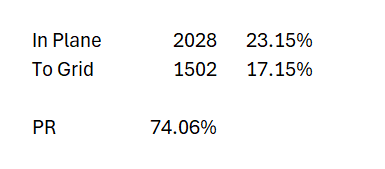 In Plane 2028 23.15%
To Grid 1502 17.15%
PR 74.06%